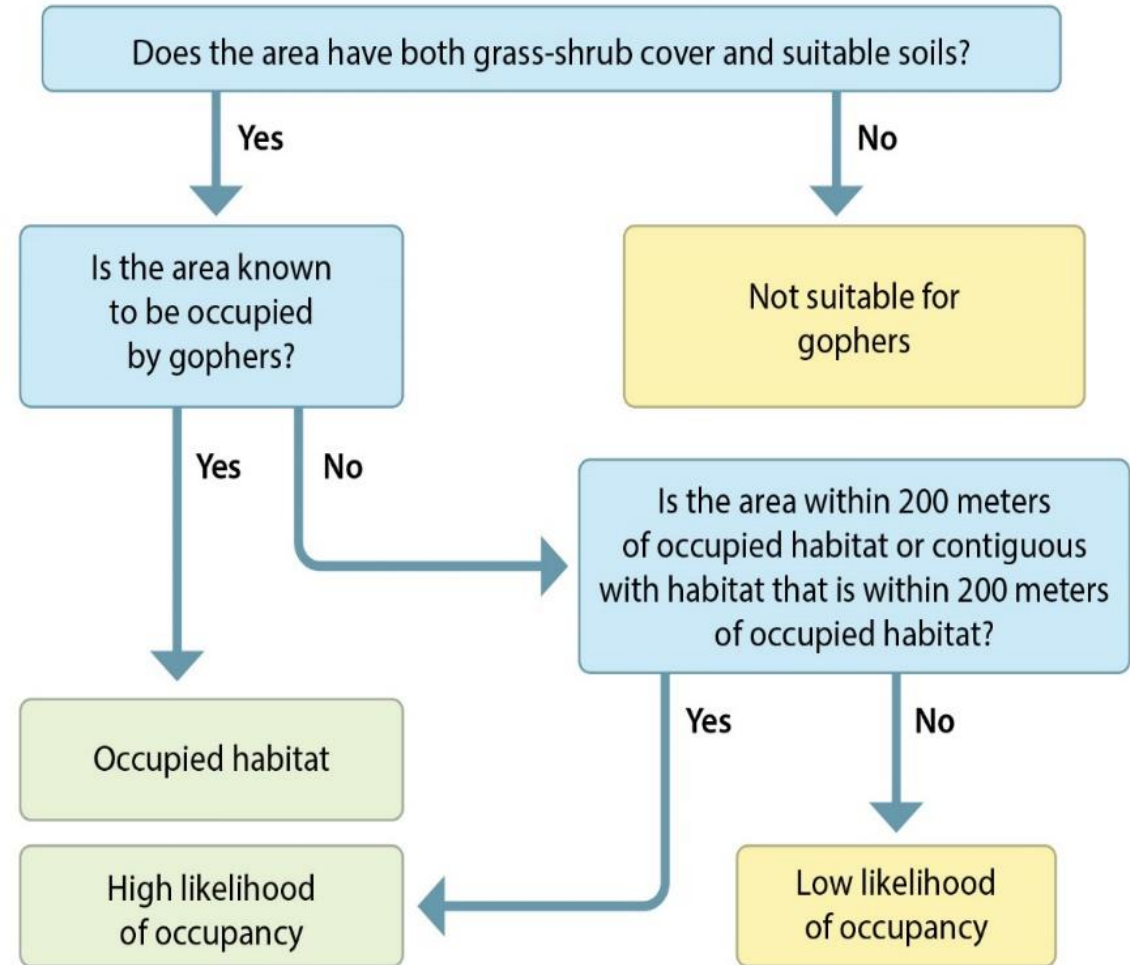 Does the area have both grass-shrub cover and suitable soils?
Yes
No
Is the area known
to be occupied
by gophers?
Not suitable for
gophers
Yes
No
Is the area within 200 meters
of occupied habitat or contiguous
with habitat that is within 200 meters
of occupied habitat?
Yes
No
Occupied habitat
High likelihood
of occupancy
Low likelihood
of occupancy